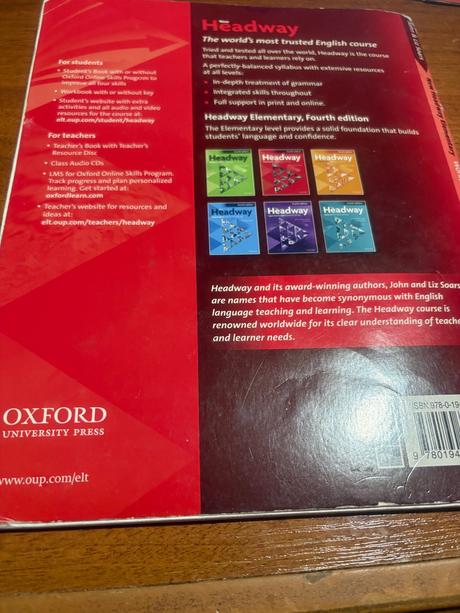 For students
• Student's Book with or without
Oxford Online Skills Program to
improve all four skills
• Workbook with or without key
• Student's website with extra
activities and all audio and video
resources for the course at:
elt.oup.com/student/headway
For teachers
• Teacher's Book with Teacher's
Resource Disc
• Class Audio CDs
• LMS for Oxford Online Skills Program.
Track progress and plan personalized
learning. Get started at:
oxfordlearn.com
• Teacher's website for resources and
ideas at:
elt.oup.com/teachers/headway
OXFORD
UNIVERSITY PRESS
www.oup.com/elt
Headway
The world's most trusted English course
Tried and tested all over the world, Headway is the course
that teachers and learners rely on.
A perfectly-balanced syllabus with extensive resources
at all levels:
• In-depth treatment of grammar
• Integrated skills throughout
• Full support in print and online.
Headway Elementary, Fourth edition
The Elementary level provides a solid foundation that builds
students' language and confidence.
Headway
Headway
Headway
Headway
Headway
Headway
Headway and its award-winning authors, John and Liz Soars
are names that have become synonymous with English
language teaching and learning. The Headway course is
renowned worldwide for its clear understanding of teache
and learner needs.
ISBN 978-0-19-
9 780194